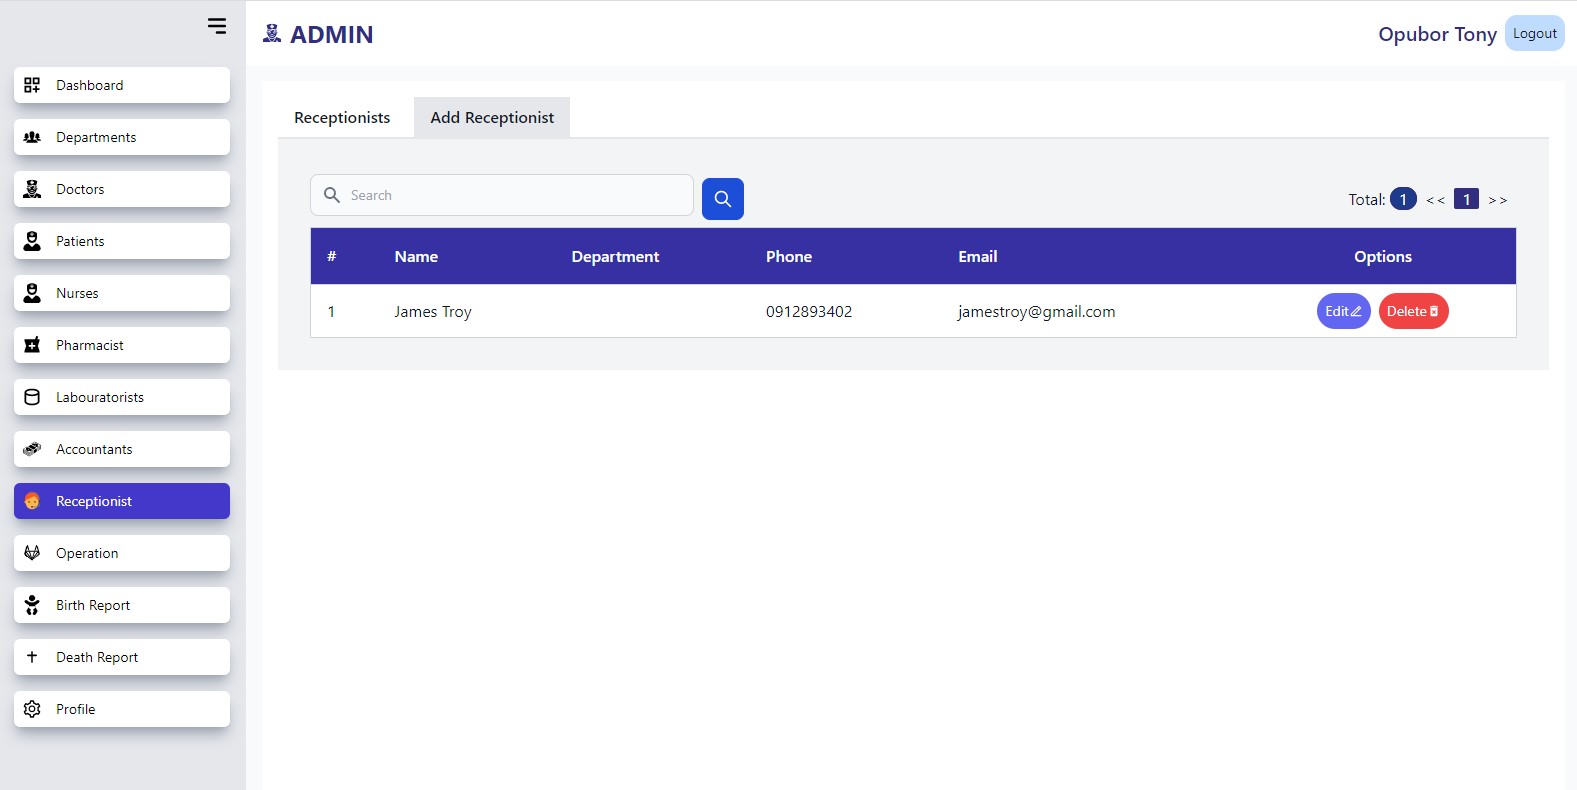 ADMIN
Opubor Tony
Logout
Dashboard
Departments
Doctors
Patients
Nurses
Pharmacist
Labouratorists
Accountants
Receptionist
Operation
Birth Report
Death Report
Profile
Receptionists
Add Receptionist
Search
Total: 1 << 1 >>
# Name Department Phone Email Options
1 James Troy 0912893402 jamestroy@gmail.com Edit Delete